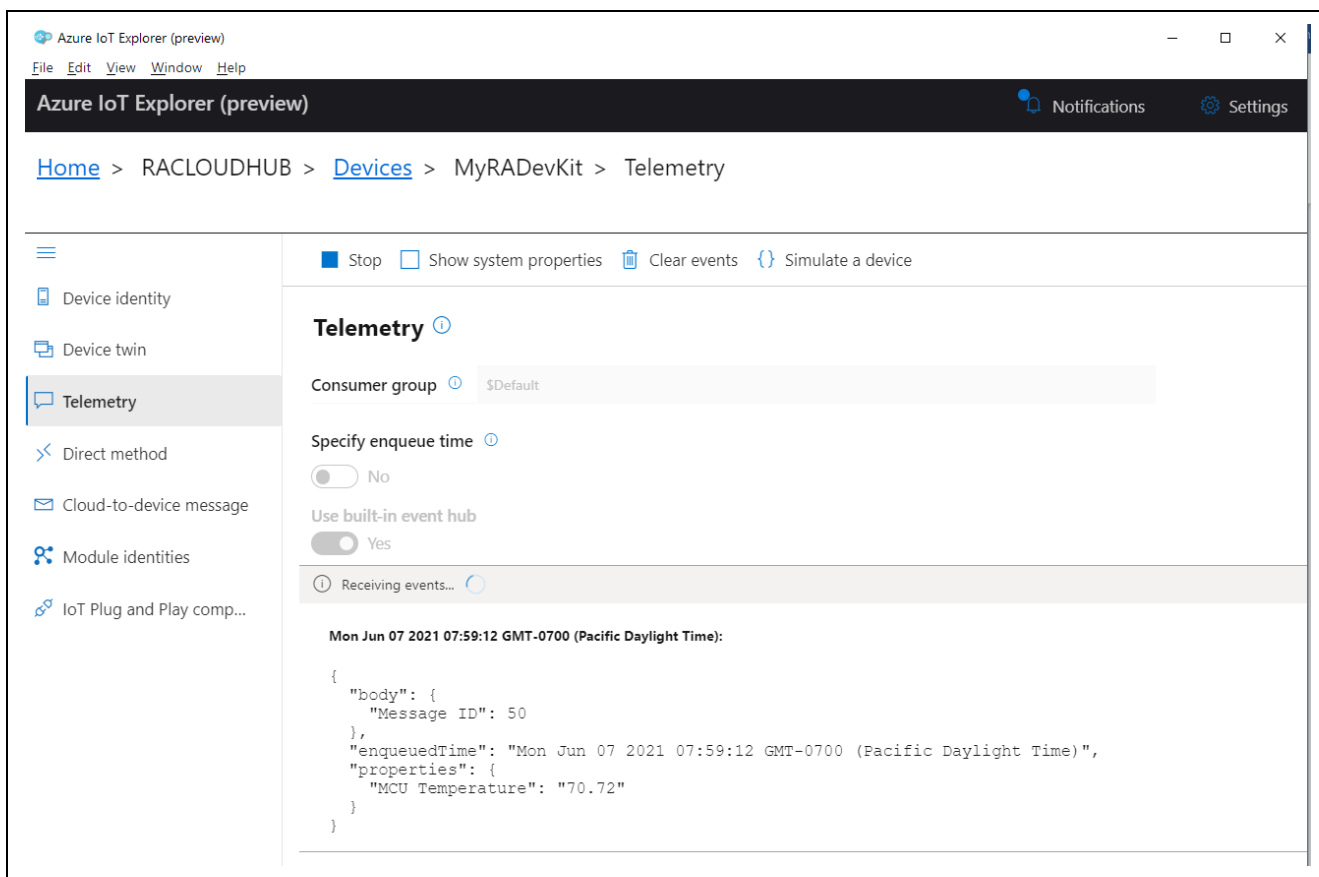 Azure IoT Explorer (preview)
File Edit View Window Help
Azure IoT Explorer (preview) Notifications Settings
Home > RACLOUDHUB > Devices > MyRADevKit > Telemetry
Stop Show system properties Clear events {} Simulate a device
Device identity
Device twin
Telemetry
Direct method
Cloud-to-device message
Module identities
IoT Plug and Play comp...
Telemetry
Consumer group $Default
Specify enqueue time
No
Use built-in event hub
Yes
Receiving events...
Mon Jun 07 2021 07:59:12 GMT-0700 (Pacific Daylight Time):
{
"body": {
"Message ID": 50
},
"enqueuedTime": "Mon Jun 07 2021 07:59:12 GMT-0700 (Pacific Daylight Time)",
"properties": {
"MCU Temperature": "70.72"
}
}